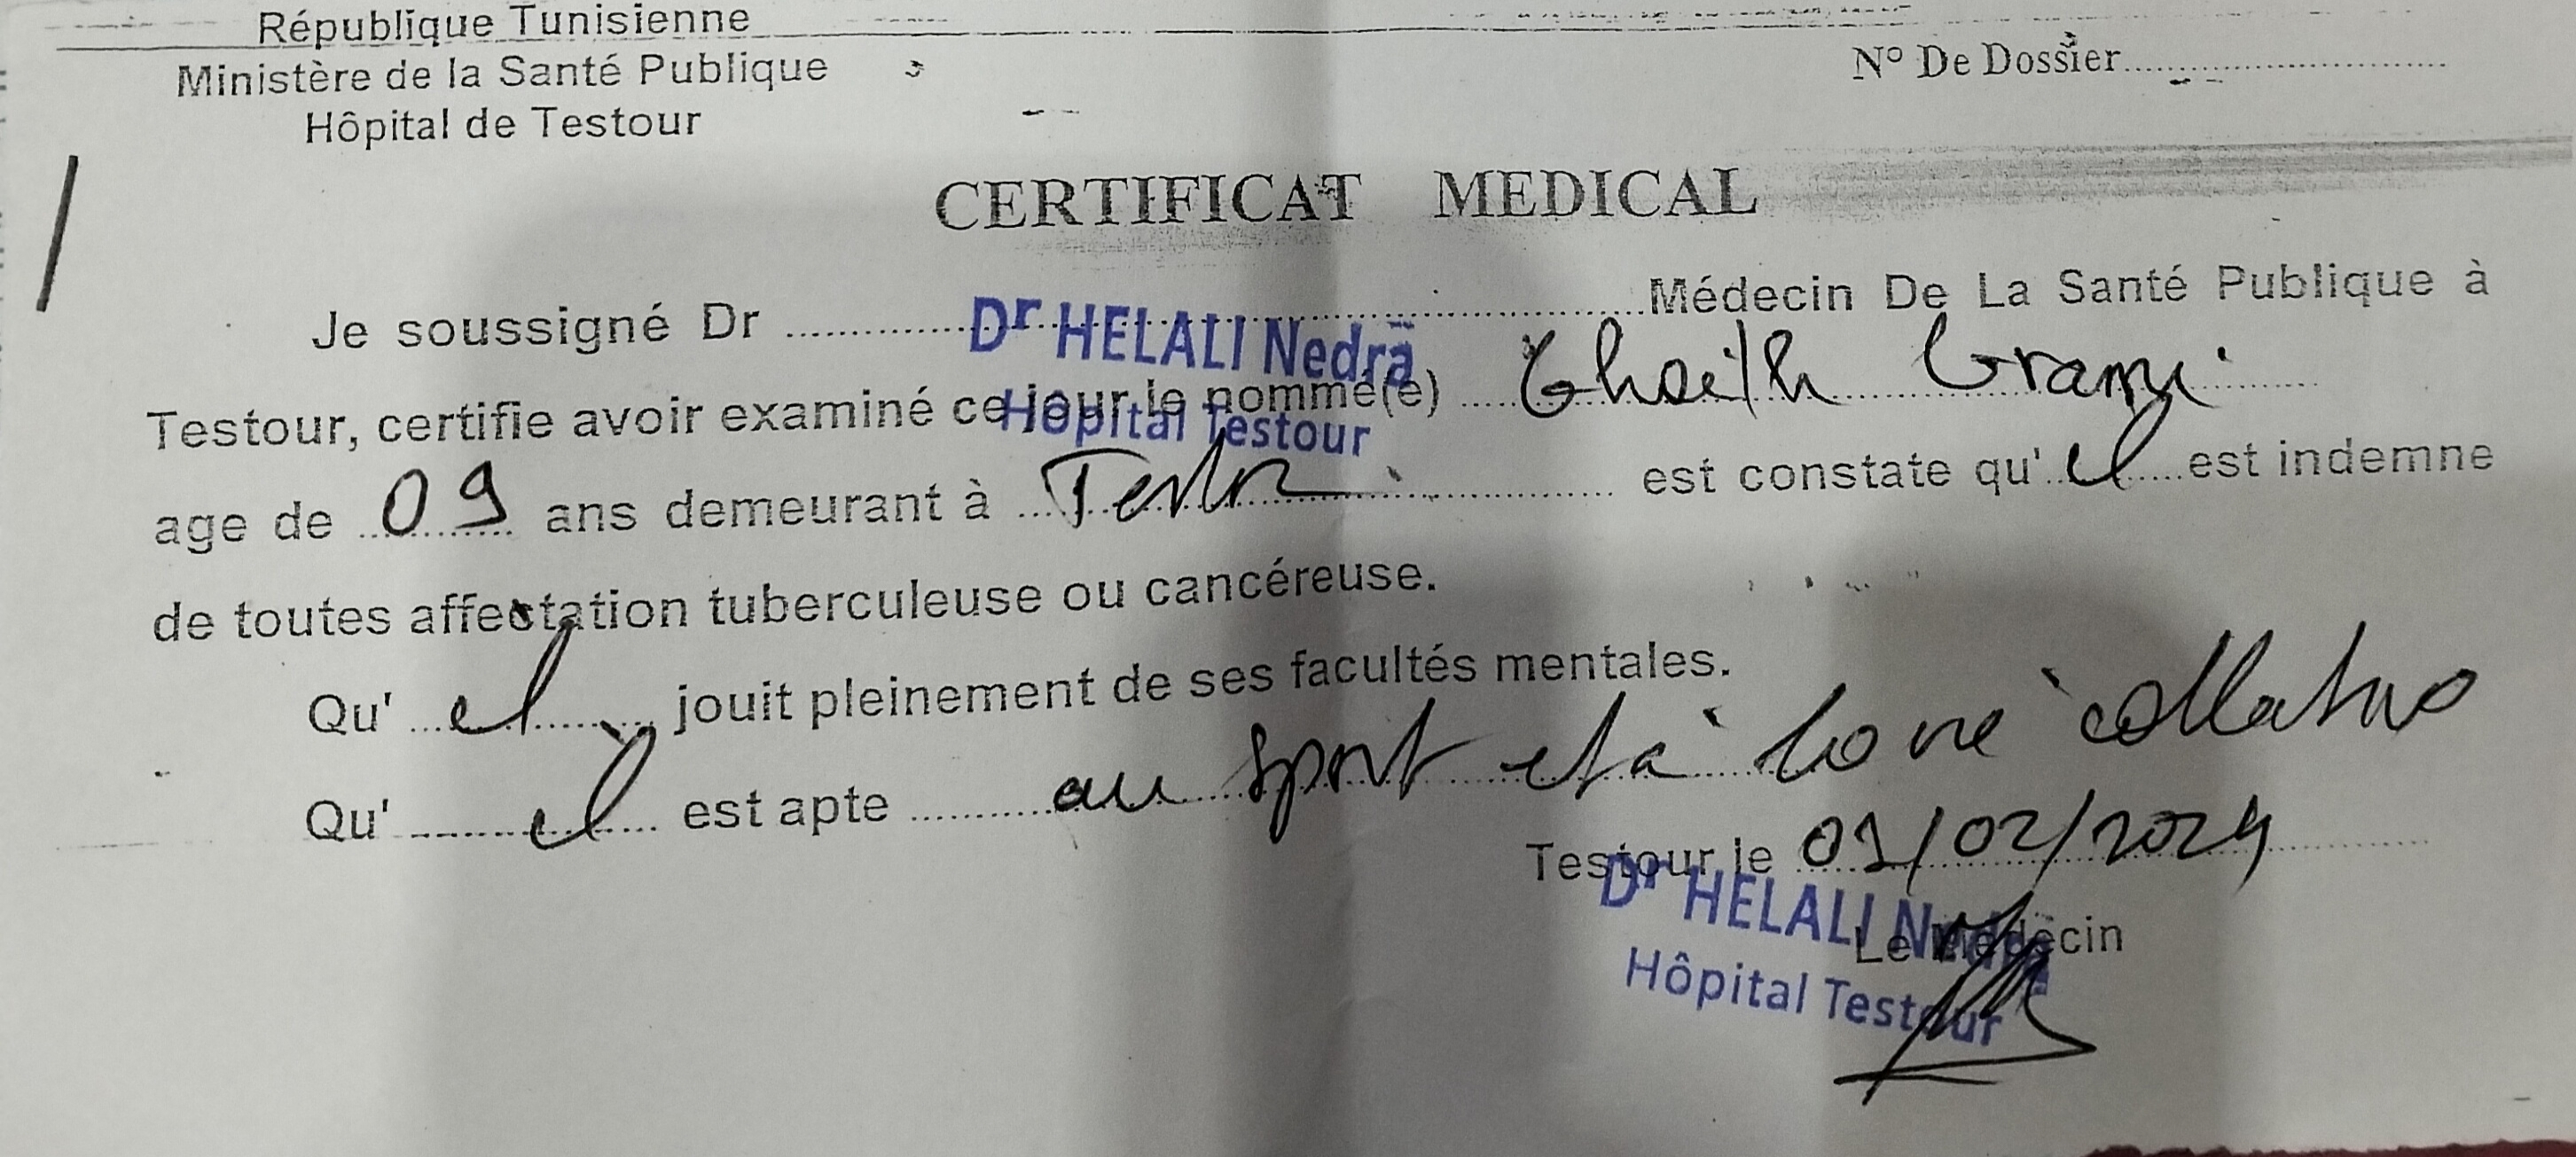 République Tunisienne
Ministère de la Santé Publique
Hôpital de Testour
N° De Dossier
CERTIFICAT MEDICAL
Je soussigné Dr Dr HELALI Nedra Médecin De La Santé Publique à
Hôpital Testour
Testour, certifie avoir examiné ce jour le nommé(e) Ghaith Grami
age de 09 ans demeurant à Testour est constate qu' il est indemne
de toutes affectation tuberculeuse ou cancéreuse.
Qu' il jouit pleinement de ses facultés mentales.
Qu' il est apte au sport et à la vie collective
Testour le 01/02/2024
Dr HELALI Nedra
Le Médecin
Hôpital Testour